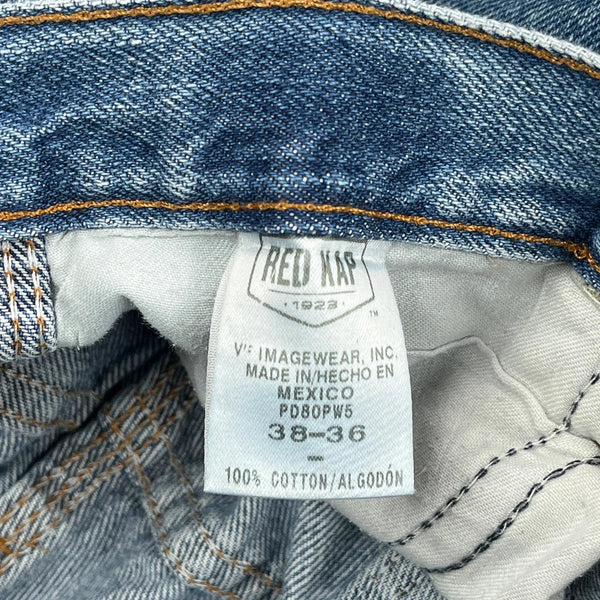 RED KAP
· 1923 ·
TM
VF IMAGEWEAR, INC.
MADE IN/HECHO EN
MEXICO
PD80PW5
38-36
-
100% COTTON/ALGODÓN